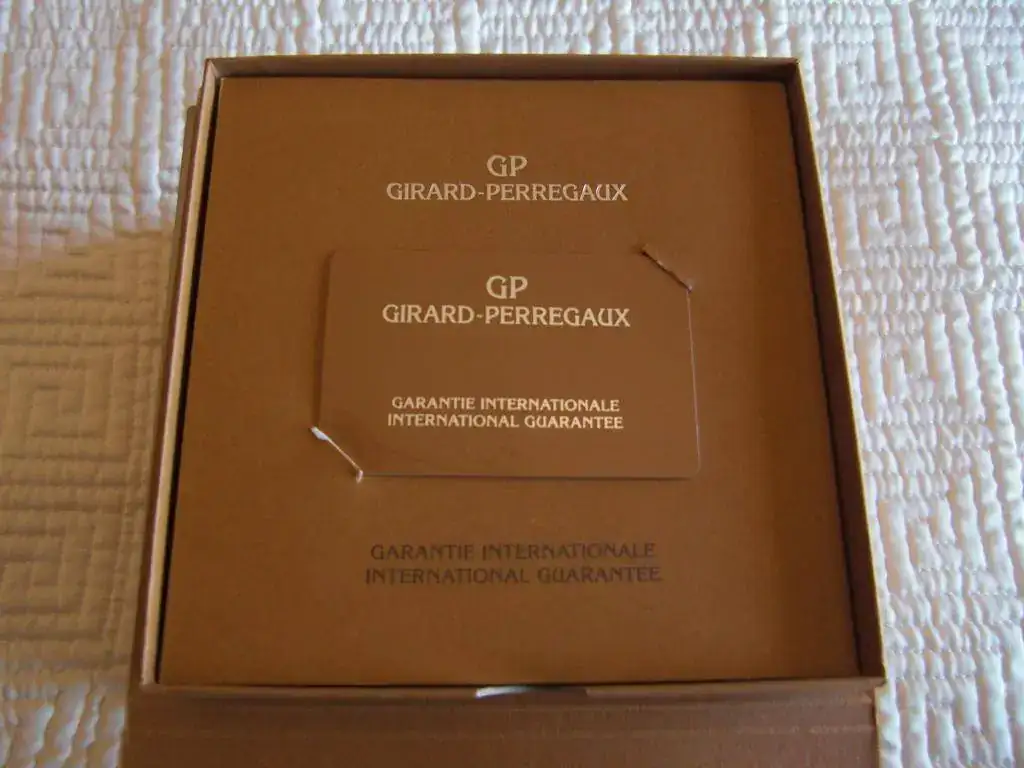 GP
GIRARD-PERREGAUX
GP
GIRARD-PERREGAUX
GARANTIE INTERNATIONALE
INTERNATIONAL GUARANTEE
GARANTIE INTERNATIONALE
INTERNATIONAL GUARANTEE